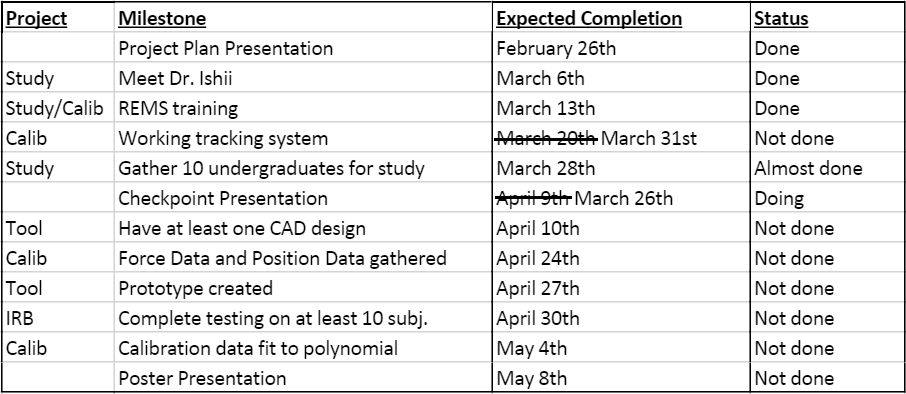 Project Milestone Expected Completion Status
Project Plan Presentation February 26th Done
Study Meet Dr. Ishii March 6th Done
Study/Calib REMS training March 13th Done
Calib Working tracking system March 20th March 31st Not done
Study Gather 10 undergraduates for study March 28th Almost done
Checkpoint Presentation April 9th March 26th Doing
Tool Have at least one CAD design April 10th Not done
Calib Force Data and Position Data gathered April 24th Not done
Tool Prototype created April 27th Not done
IRB Complete testing on at least 10 subj. April 30th Not done
Calib Calibration data fit to polynomial May 4th Not done
Poster Presentation May 8th Not done